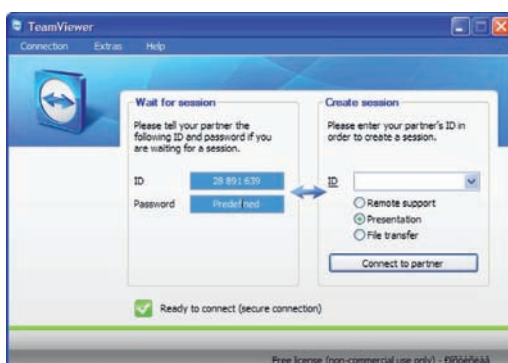 TeamViewer
Connection Extras Help
Wait for session
Please tell your partner the
following ID and password if you
are waiting for a session.
ID 28 891 639
Password Predefined
Create session
Please enter your partner's ID in
order to create a session.
ID
Remote support
Presentation
File transfer
Connect to partner
Ready to connect (secure connection)
Free license (non-commercial use only) -